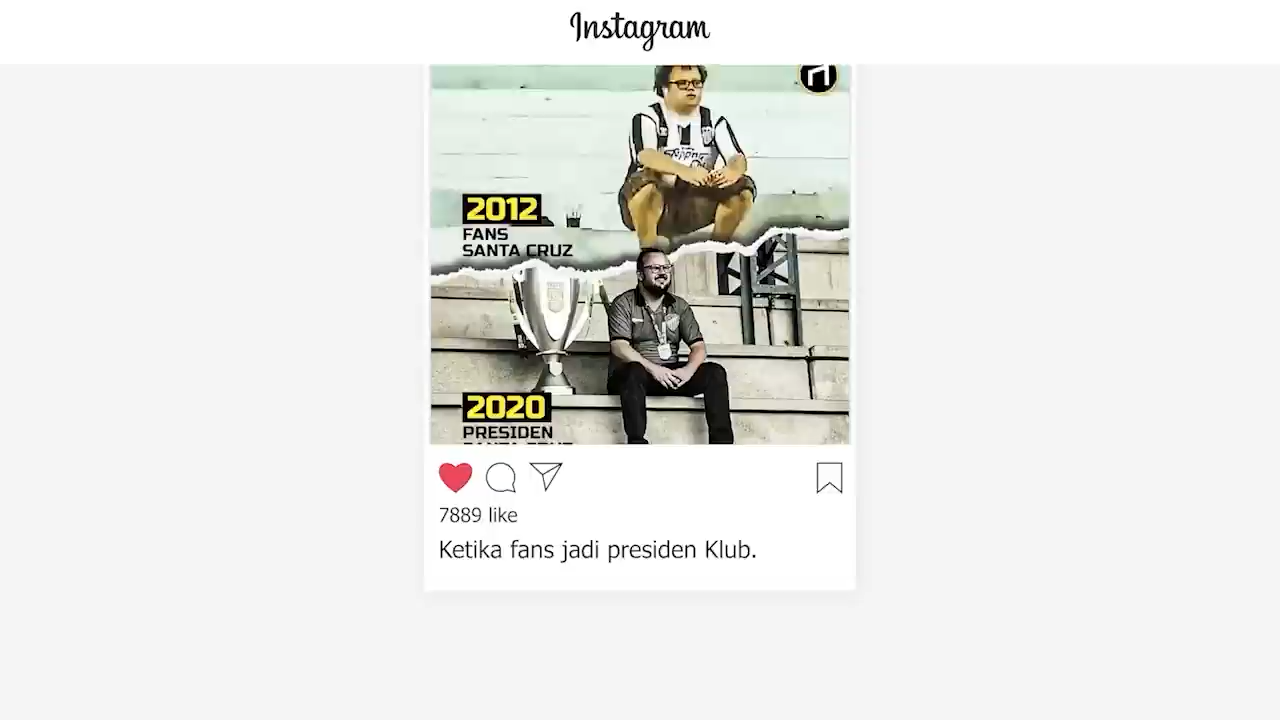 Instagram
2012
FANS
SANTA CRUZ
2020
PRESIDEN
7889 like
Ketika fans jadi presiden Klub.